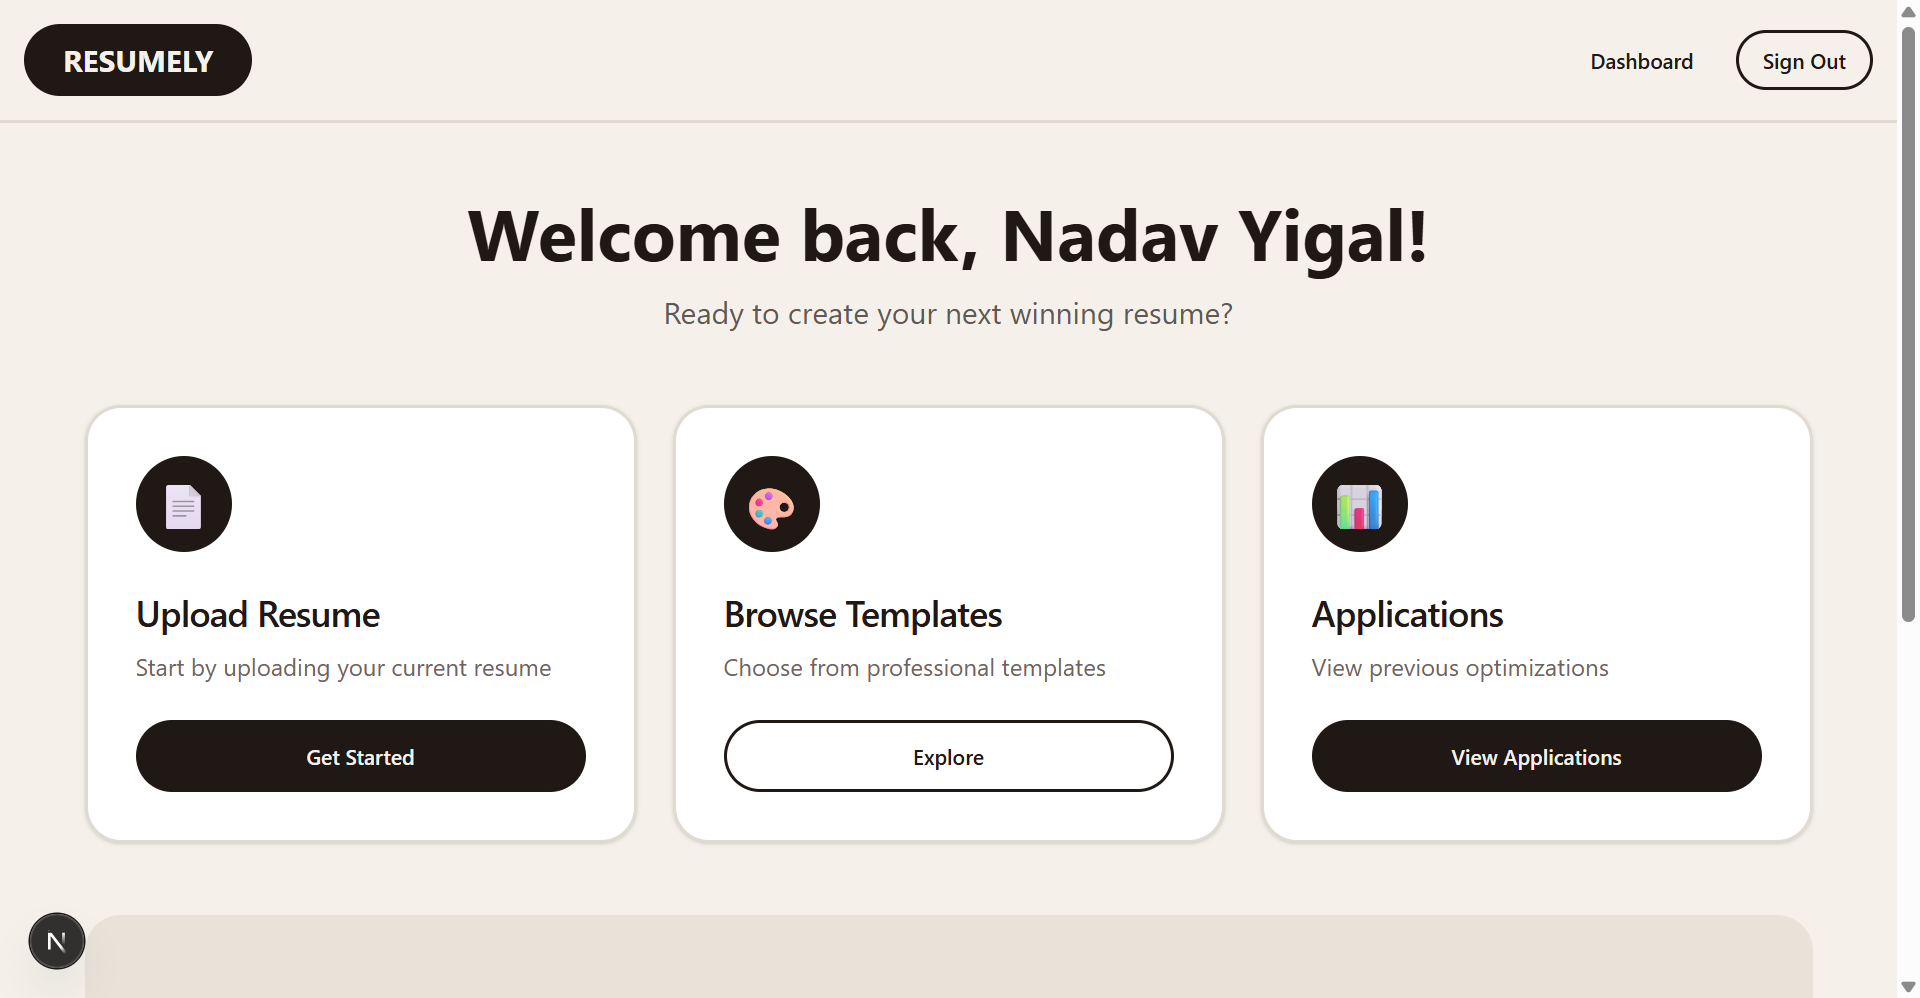 RESUMELY
Dashboard
Sign Out
Welcome back, Nadav Yigal!
Ready to create your next winning resume?
Upload Resume
Start by uploading your current resume
Get Started
Browse Templates
Choose from professional templates
Explore
Applications
View previous optimizations
View Applications
N